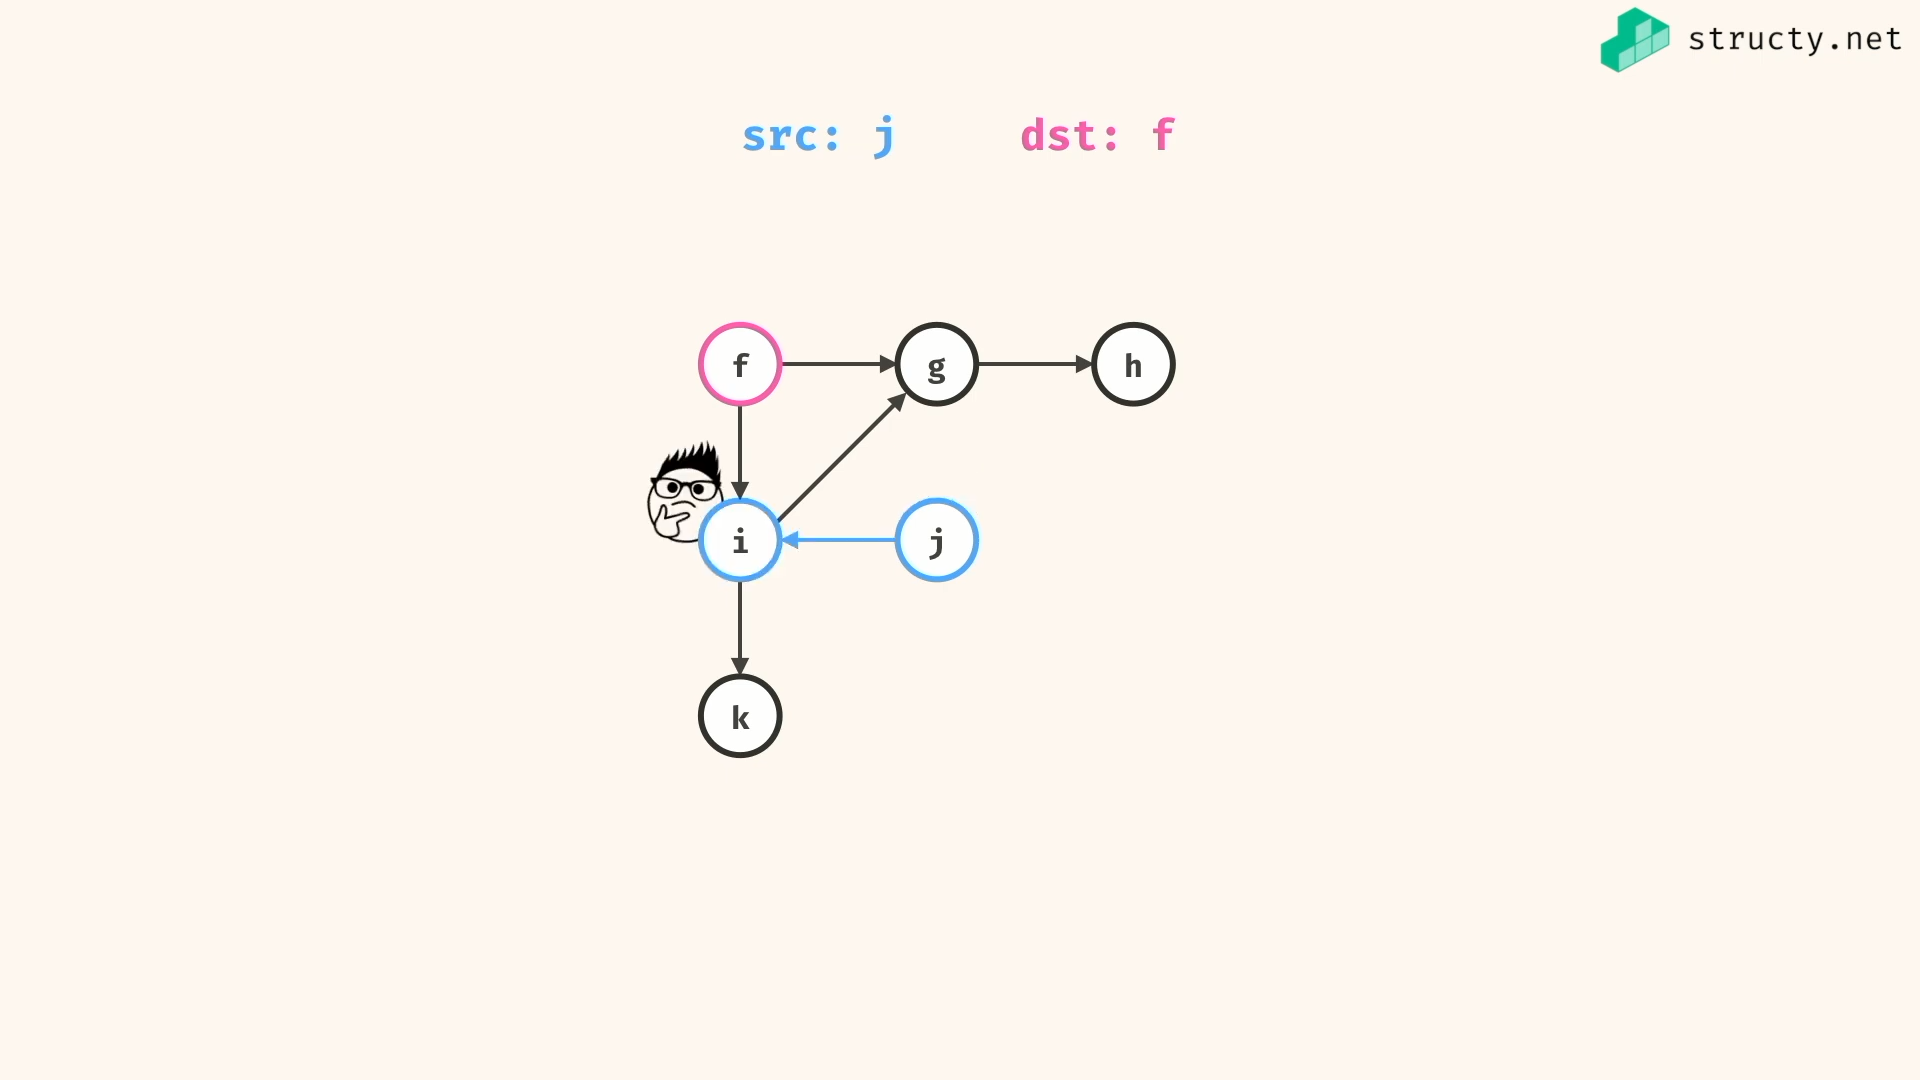 structy.net
src: j dst: f
f g h
i j
k